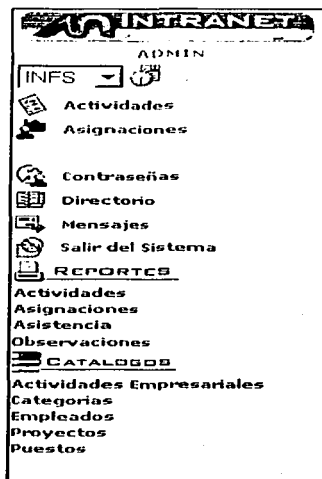 INTRANET
ADMIN
INFS
Actividades
Asignaciones
Contraseñas
Directorio
Mensajes
Salir del Sistema
REPORTES
Actividades
Asignaciones
Asistencia
Observaciones
CATALOGOS
Actividades Empresariales
Categorias
Empleados
Proyectos
Puestos